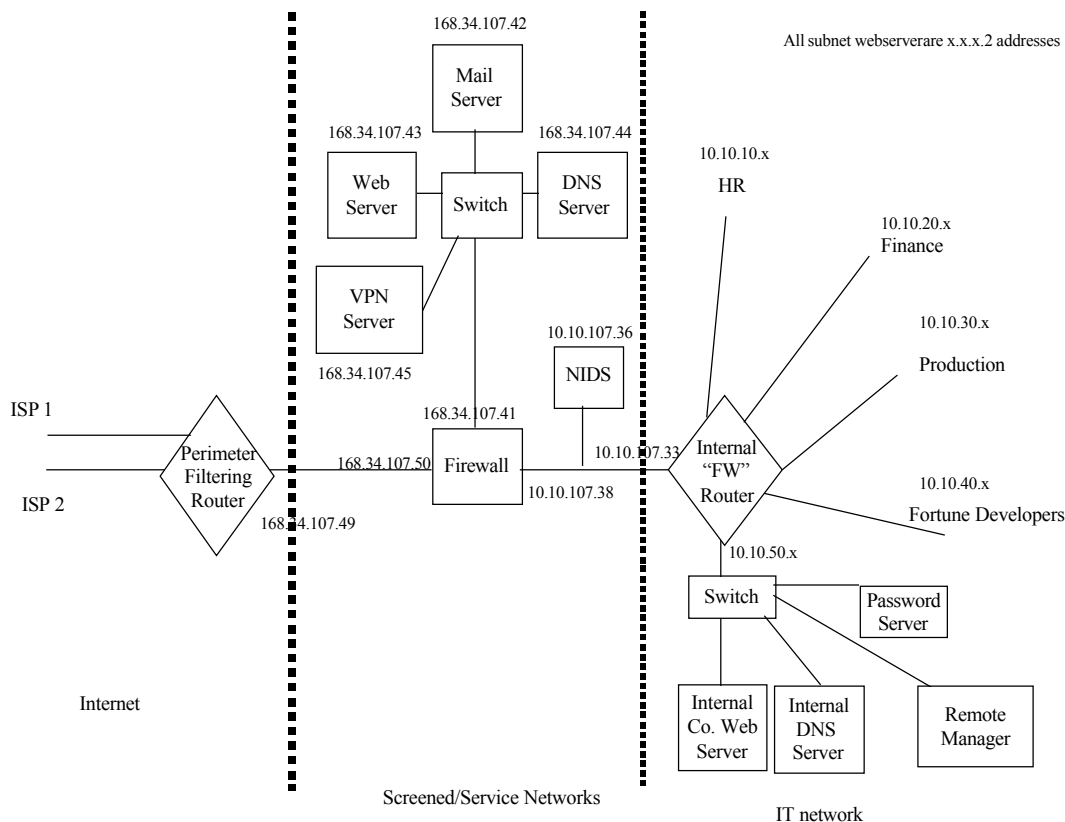 168.34.107.42
All subnet webserverare x.x.x.2 addresses
Mail
Server
168.34.107.43
168.34.107.44
Web
Server
Switch
DNS
Server
VPN
Server
168.34.107.45
10.10.10.x
HR
10.10.20.x
Finance
10.10.30.x
Production
10.10.107.36
NIDS
ISP 1
ISP 2
Perimeter
Filtering
Router
168.34.107.49
168.34.107.50
168.34.107.41
Firewall
10.10.107.38
10.10.107.33
Internal
“FW”
Router
10.10.40.x
Fortune Developers
10.10.50.x
Switch
Password
Server
Internal
Co. Web
Server
Internal
DNS
Server
Remote
Manager
Internet
Screened/Service Networks
IT network